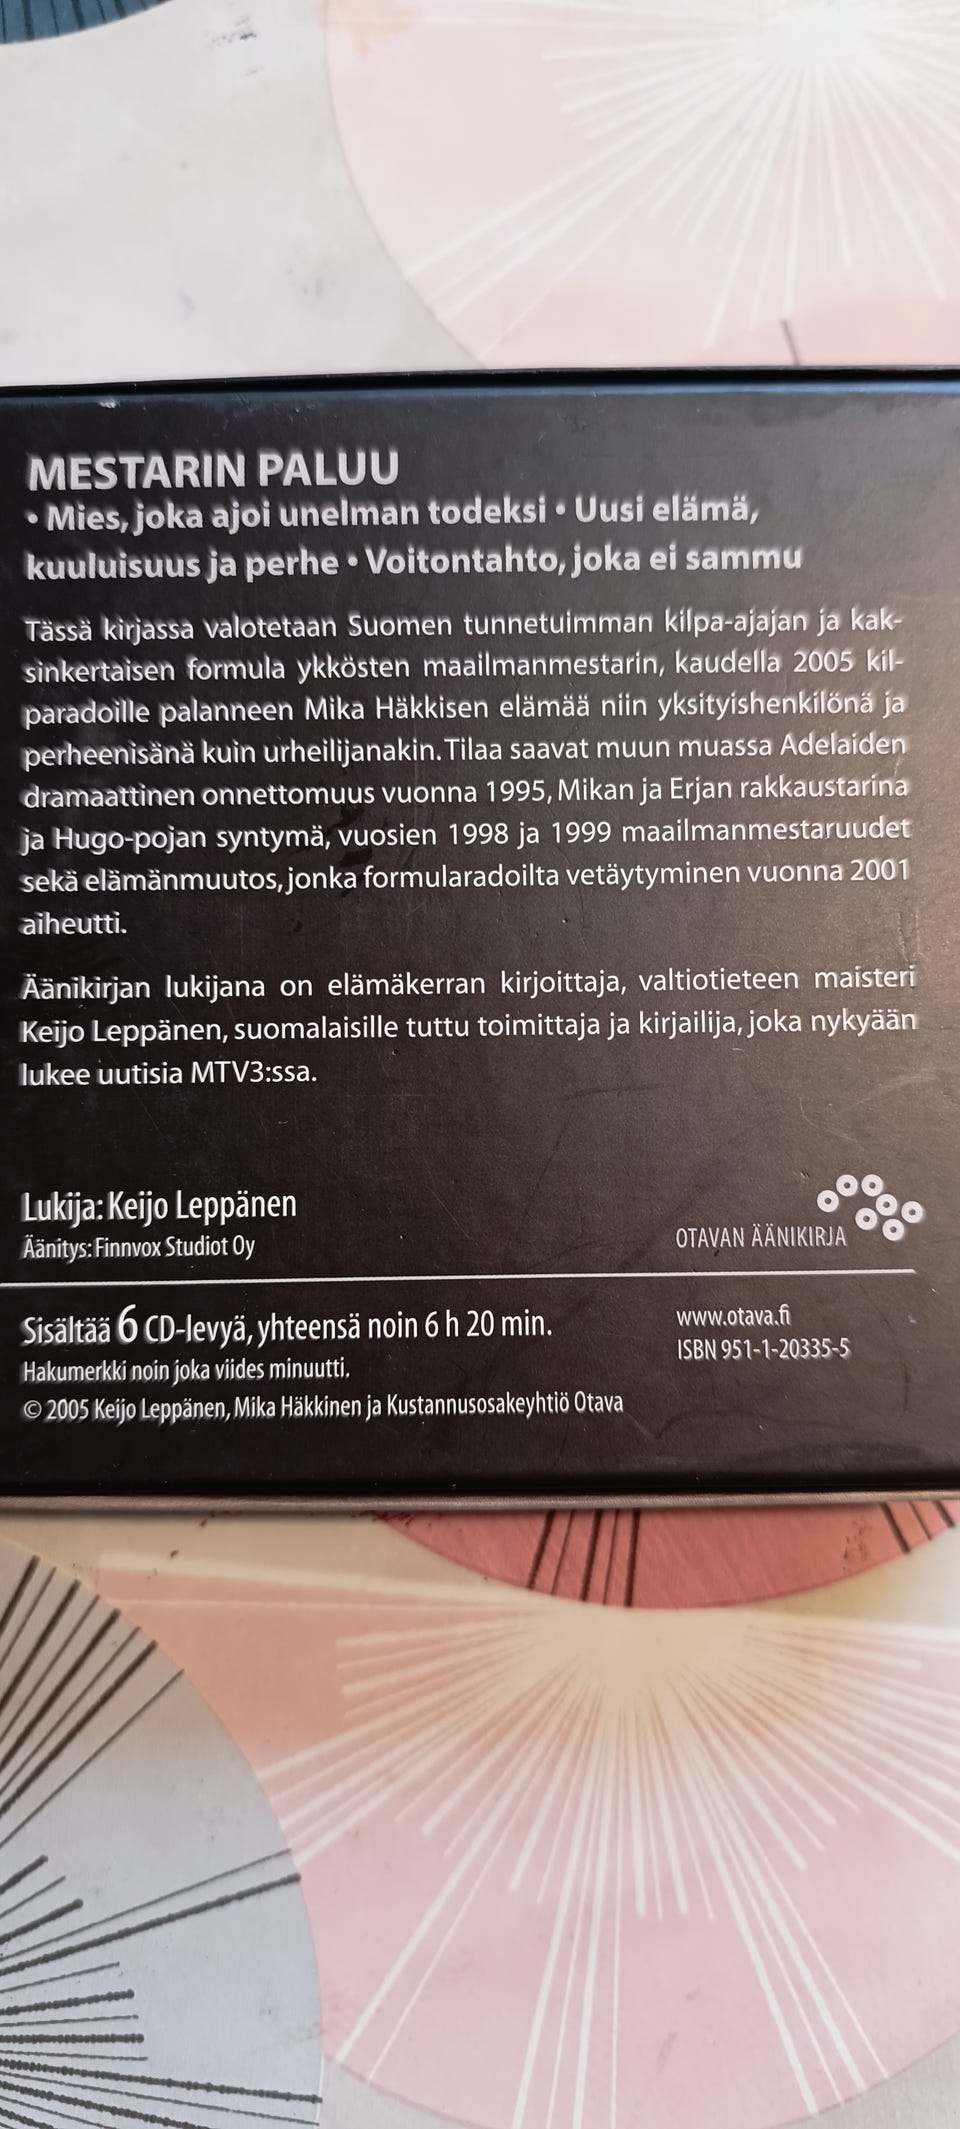 MESTARIN PALUU
• Mies, joka ajoi unelman todeksi • Uusi elämä,
kuuluisuus ja perhe • Voitontahto, joka ei sammu
Tässä kirjassa valotetaan Suomen tunnetuimman kilpa-ajajan ja kak-
sinkertaisen formula ykkösten maailmanmestarin, kaudella 2005 kil-
paradoille palanneen Mika Häkkisen elämää niin yksityishenkilönä ja
perheenisänä kuin urheilijanakin. Tilaa saavat muun muassa Adelaiden
dramaattinen onnettomuus vuonna 1995, Mikan ja Erjan rakkaustarina
ja Hugo-pojan syntymä, vuosien 1998 ja 1999 maailmanmestaruudet
sekä elämänmuutos, jonka formularadoilta vetäytyminen vuonna 2001
aiheutti.
Äänikirjan lukijana on elämäkerran kirjoittaja, valtiotieteen maisteri
Keijo Leppänen, suomalaisille tuttu toimittaja ja kirjailija, joka nykyään
lukee uutisia MTV3:ssa.
Lukija: Keijo Leppänen
Äänitys: Finnvox Studiot Oy
OTAVAN ÄÄNIKIRJA
Sisältää 6 CD-levyä, yhteensä noin 6 h 20 min.
Hakumerkki noin joka viides minuutti.
© 2005 Keijo Leppänen, Mika Häkkinen ja Kustannusosakeyhtiö Otava
www.otava.fi
ISBN 951-1-20335-5